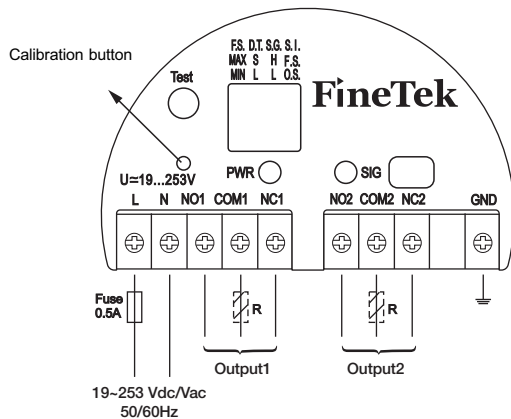 Calibration button
Test
F.S. D.T. S.G. S.I.
MAX S H F.S.
MIN L L O.S.
FineTek
PWR
SIG
U≃19...253V
L N NO1 COM1 NC1 NO2 COM2 NC2 GND
Fuse
0.5A
R
R
Output1
Output2
19~253 Vdc/Vac
50/60Hz